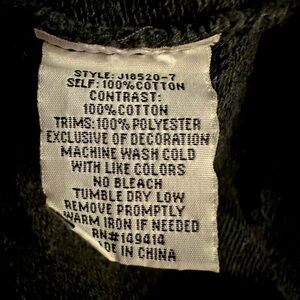 STYLE: J18520-7
SELF: 100%COTTON
CONTRAST:
100%COTTON
TRIMS: 100% POLYESTER
EXCLUSIVE OF DECORATION
MACHINE WASH COLD
WITH LIKE COLORS
NO BLEACH
TUMBLE DRY LOW
REMOVE PROMPTLY
WARM IRON IF NEEDED
RN#149414
IN CHINA